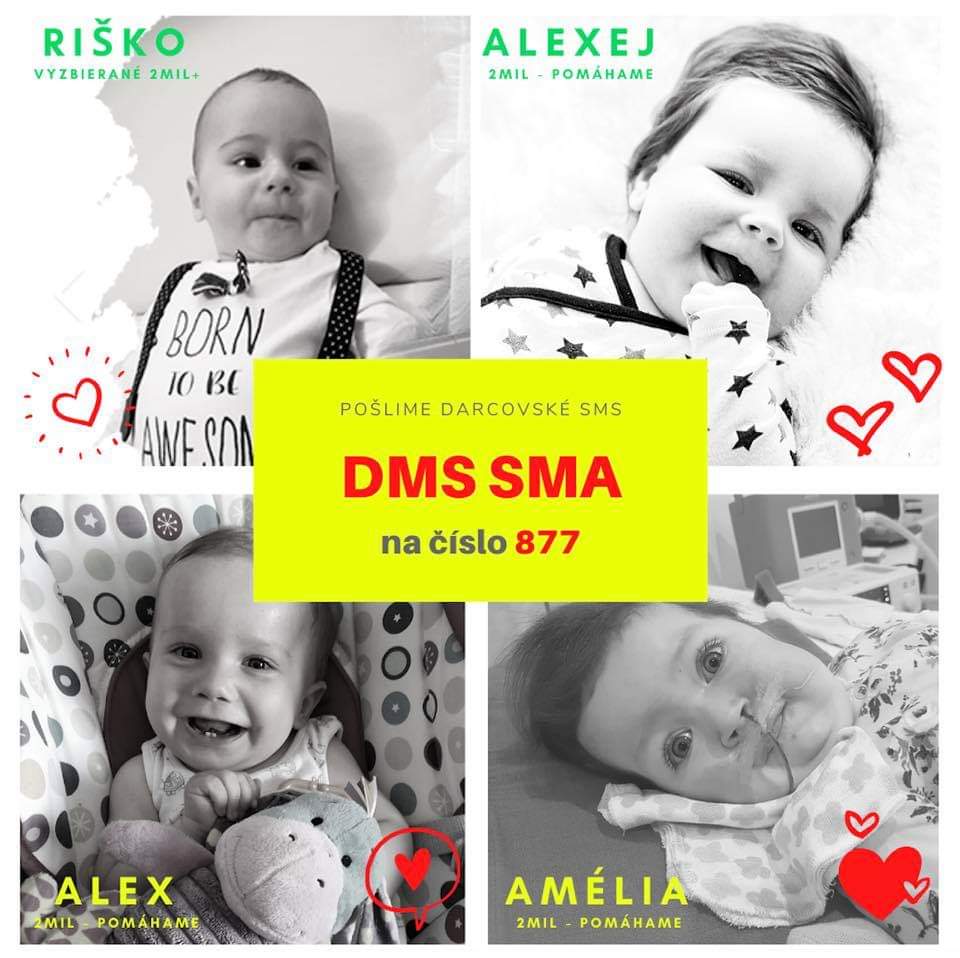 RIŠKO
VYZBIERANÉ 2MIL+
ALEXEJ
2MIL - POMÁHAME
BORN
TO BE
POŠLIME DARCOVSKÉ SMS
DMS SMA
na číslo 877
ALEX
2MIL - POMÁHAME
AMÉLIA
2MIL - POMÁHAME